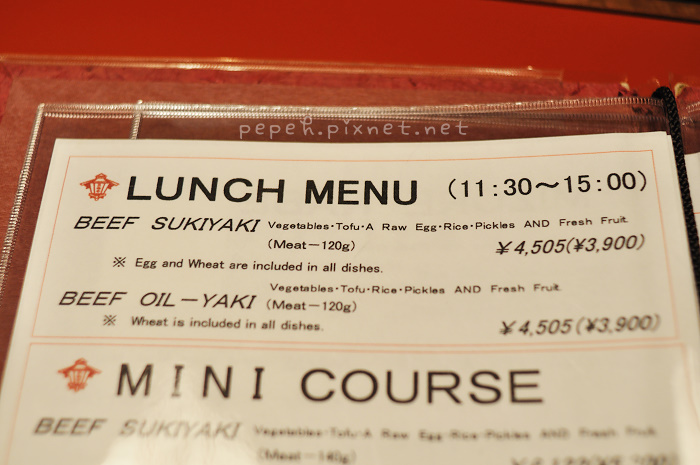 pepeh.pixnet.net
LUNCH MENU (11:30～15:00)
BEEF SUKIYAKI Vegetables・Tofu・A Raw Egg・Rice・Pickles AND Fresh Fruit
(Meat－120g) ￥4,505(¥3,900)
※ Egg and Wheat are included in all dishes.
BEEF OIL－YAKI Vegetables・Tofu・Rice・Pickles AND Fresh Fruit
(Meat－120g)
※ Wheat is included in all dishes. ￥4,505(¥3,900)
MINI COURSE
BEEF SUKIYAKI Vegetables・Tofu・A Raw Egg・Rice・Pickles AND Fresh Fruit
(Meat－140g)